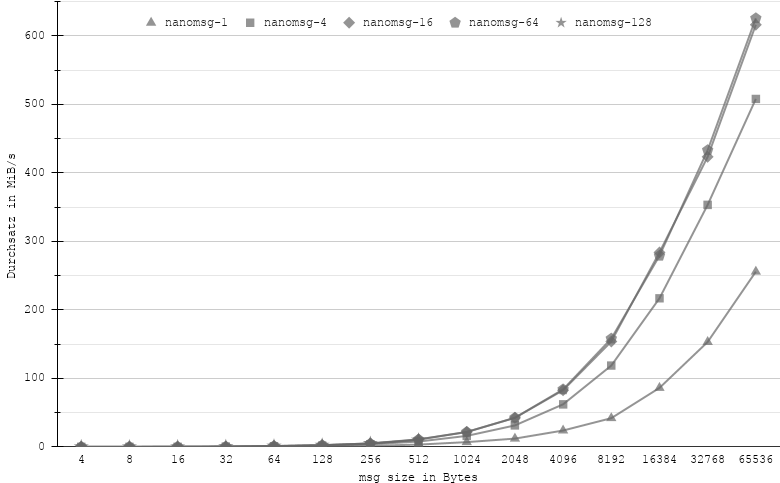 nanomsg-1 nanomsg-4 nanomsg-16 nanomsg-64 nanomsg-128
600
500
400
300
200
100
0
Durchsatz in MiB/s
4 8 16 32 64 128 256 512 1024 2048 4096 8192 16384 32768 65536
msg size in Bytes